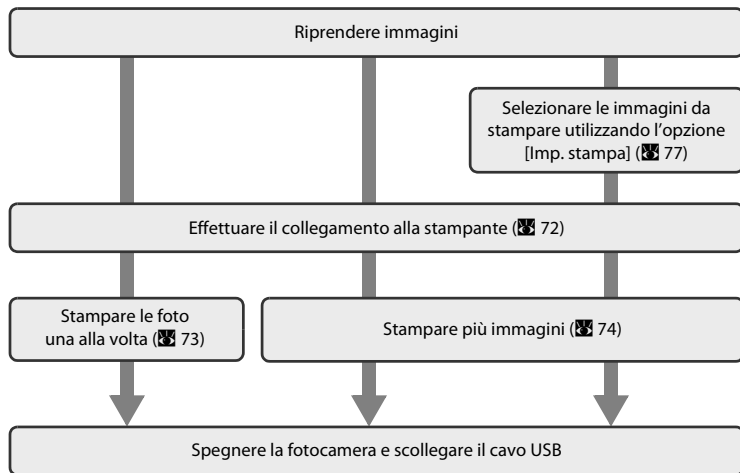 Riprendere immagini
Selezionare le immagini da
stampare utilizzando l'opzione
[Imp. stampa] ( 77)
Effettuare il collegamento alla stampante ( 72)
Stampare le foto
una alla volta ( 73)
Stampare più immagini ( 74)
Spegnere la fotocamera e scollegare il cavo USB